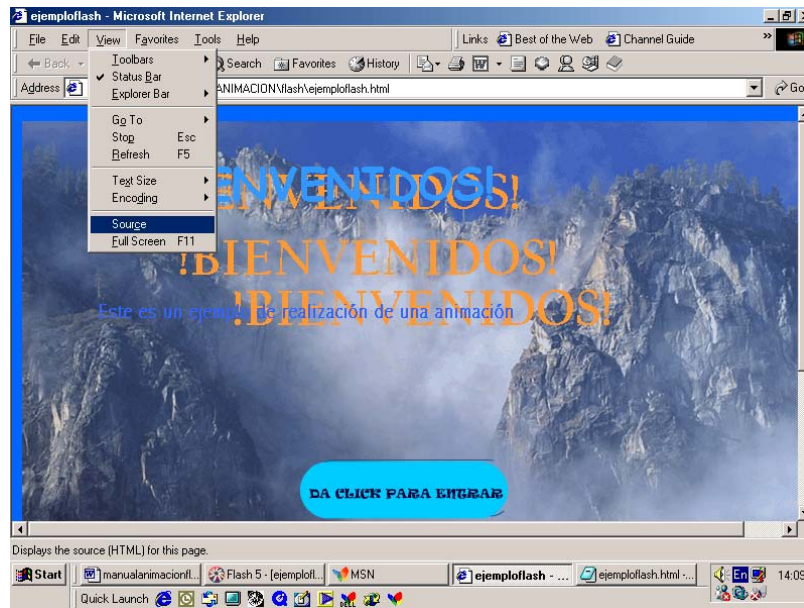 ejemploflash - Microsoft Internet Explorer
File Edit View Favorites Tools Help
Links Best of the Web Channel Guide »
Back Search Favorites History
Address ANIMACION\flash\ejemploflash.html Go
Toolbars
Status Bar
Explorer Bar
Go To
Stop Esc
Refresh F5
Text Size
Encoding
Source
Full Screen F11
ENVENIDOS!
ENVENIDOS!
!BIENVENIDOS!
!BIENVENIDOS!
Este es un ejemplo de realización de una animación
DA CLICK PARA ENTRAR
Displays the source (HTML) for this page.
Start manualanimacionfl... Flash 5 - [ejemplofl... MSN ejemploflash - ... ejemploflash.html -... En 14:09
Quick Launch